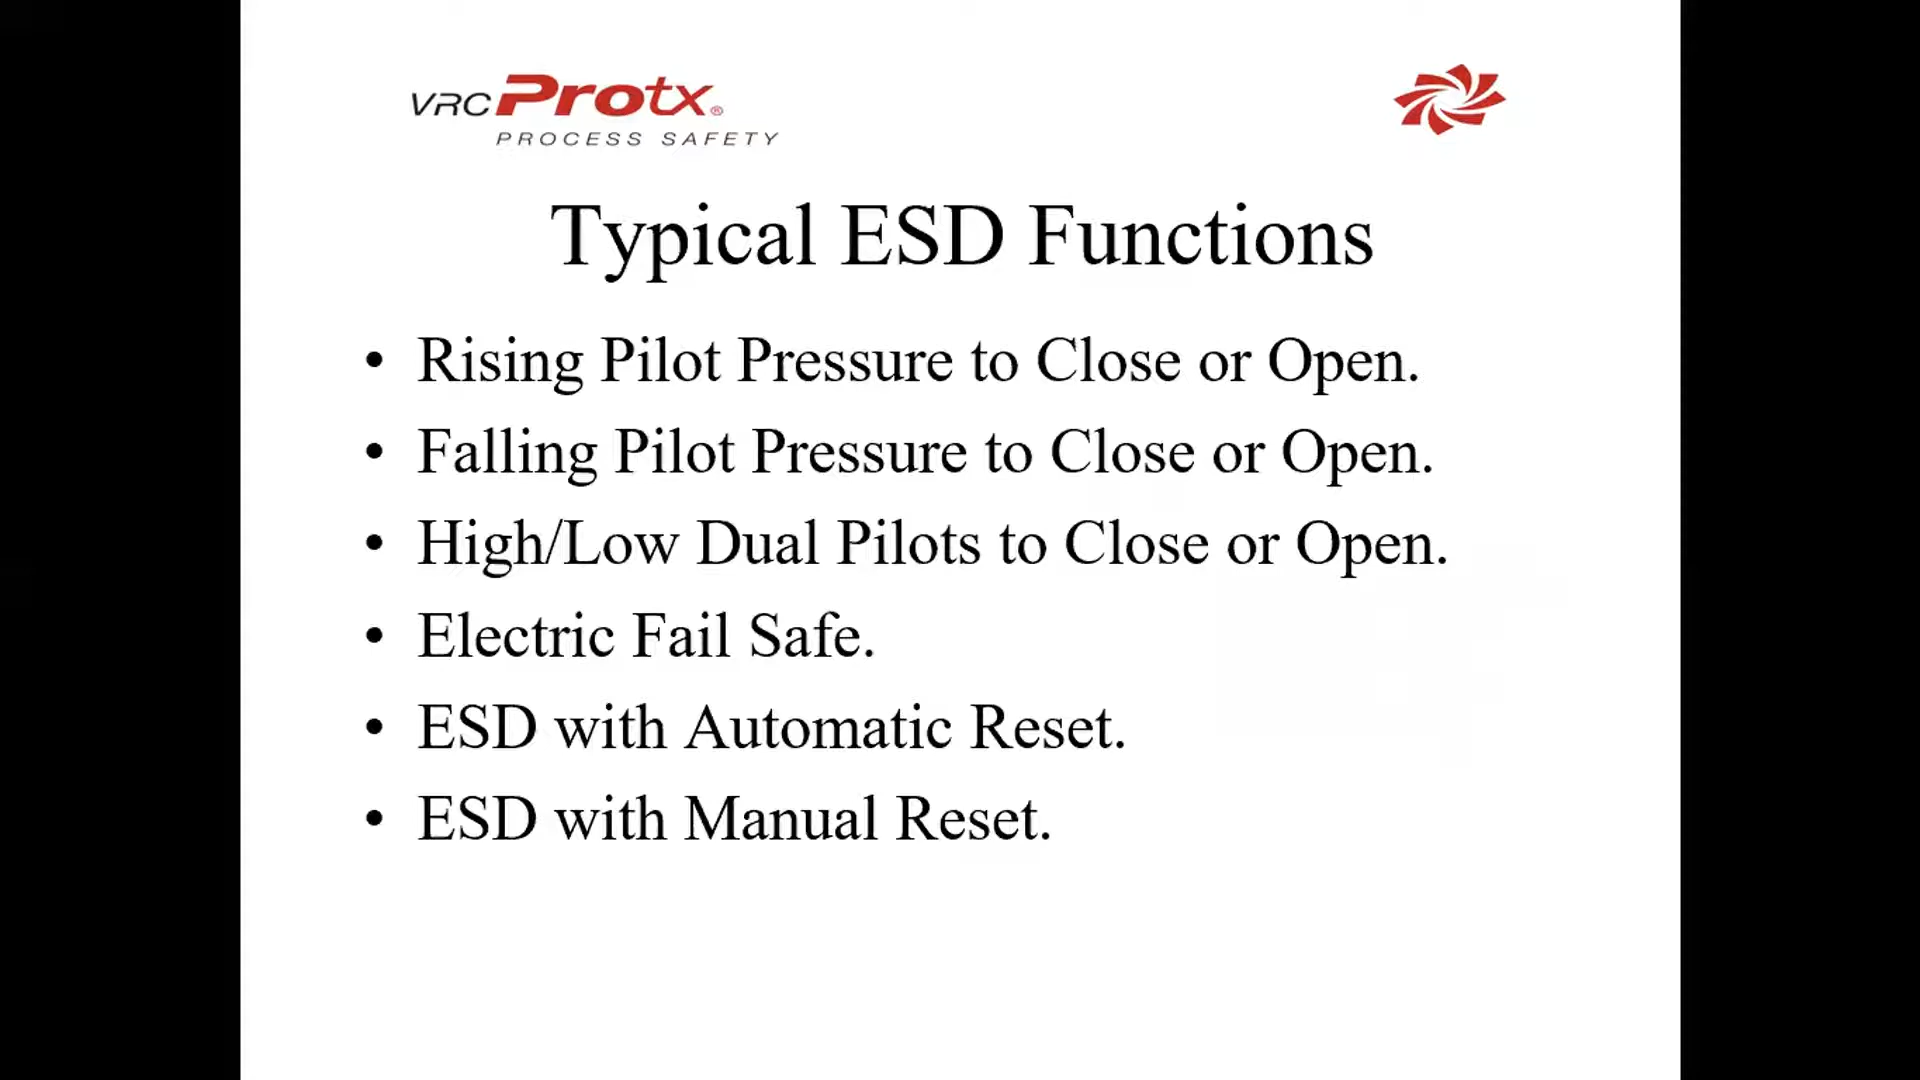 VRC Protx®
PROCESS SAFETY
Typical ESD Functions
• Rising Pilot Pressure to Close or Open.
• Falling Pilot Pressure to Close or Open.
• High/Low Dual Pilots to Close or Open.
• Electric Fail Safe.
• ESD with Automatic Reset.
• ESD with Manual Reset.